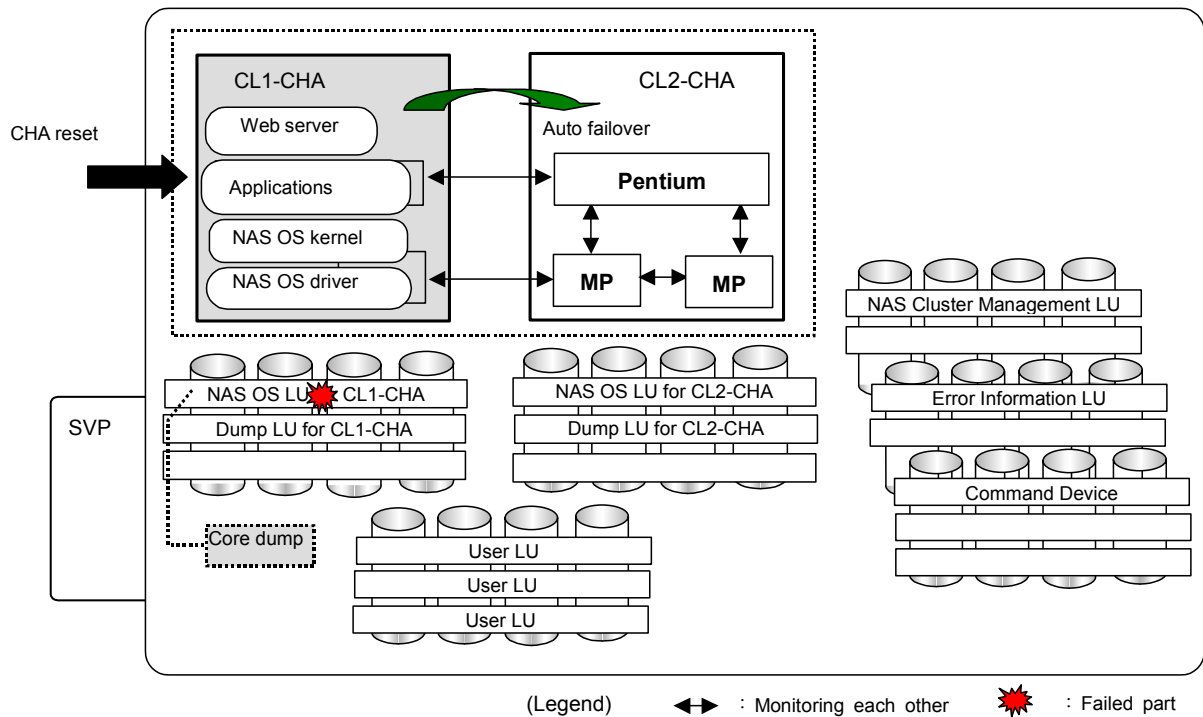 CHA reset
CL1-CHA
Web server
Applications
NAS OS kernel
NAS OS driver
CL2-CHA
Auto failover
Pentium
MP
MP
SVP
NAS OS LU CL1-CHA
Dump LU for CL1-CHA
Core dump
NAS OS LU for CL2-CHA
Dump LU for CL2-CHA
User LU
User LU
User LU
NAS Cluster Management LU
Error Information LU
Command Device
(Legend) : Monitoring each other : Failed part